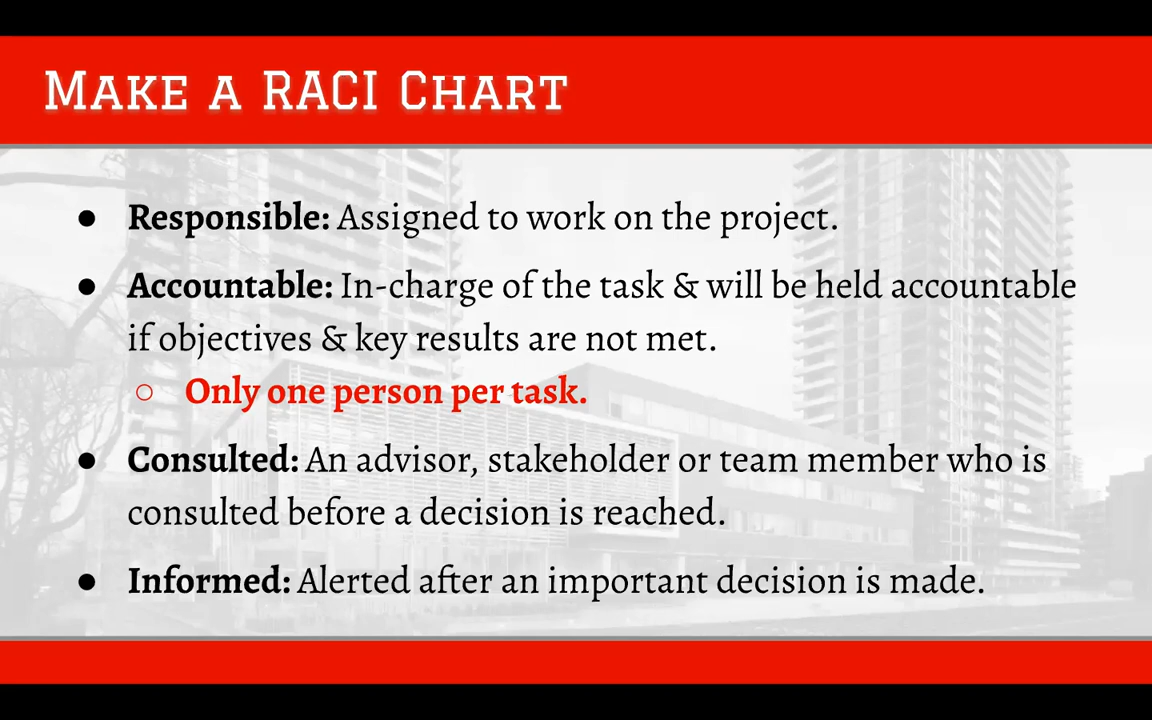 Make a RACI Chart
● Responsible: Assigned to work on the project.
● Accountable: In-charge of the task & will be held accountable
if objectives & key results are not met.
○ Only one person per task.
● Consulted: An advisor, stakeholder or team member who is
consulted before a decision is reached.
● Informed: Alerted after an important decision is made.